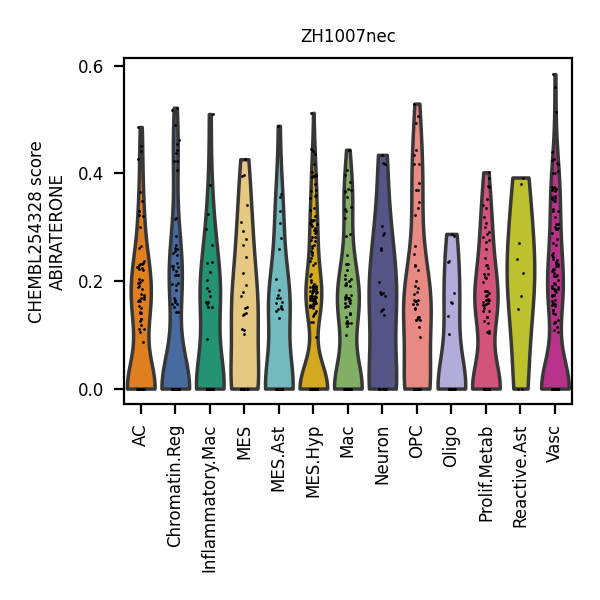 ZH1007nec
CHEMBL254328 score
ABIRATERONE
0.6
0.4
0.2
0.0
AC
Chromatin.Reg
Inflammatory.Mac
MES
MES.Ast
MES.Hyp
Mac
Neuron
OPC
Oligo
Prolif.Metab
Reactive.Ast
Vasc